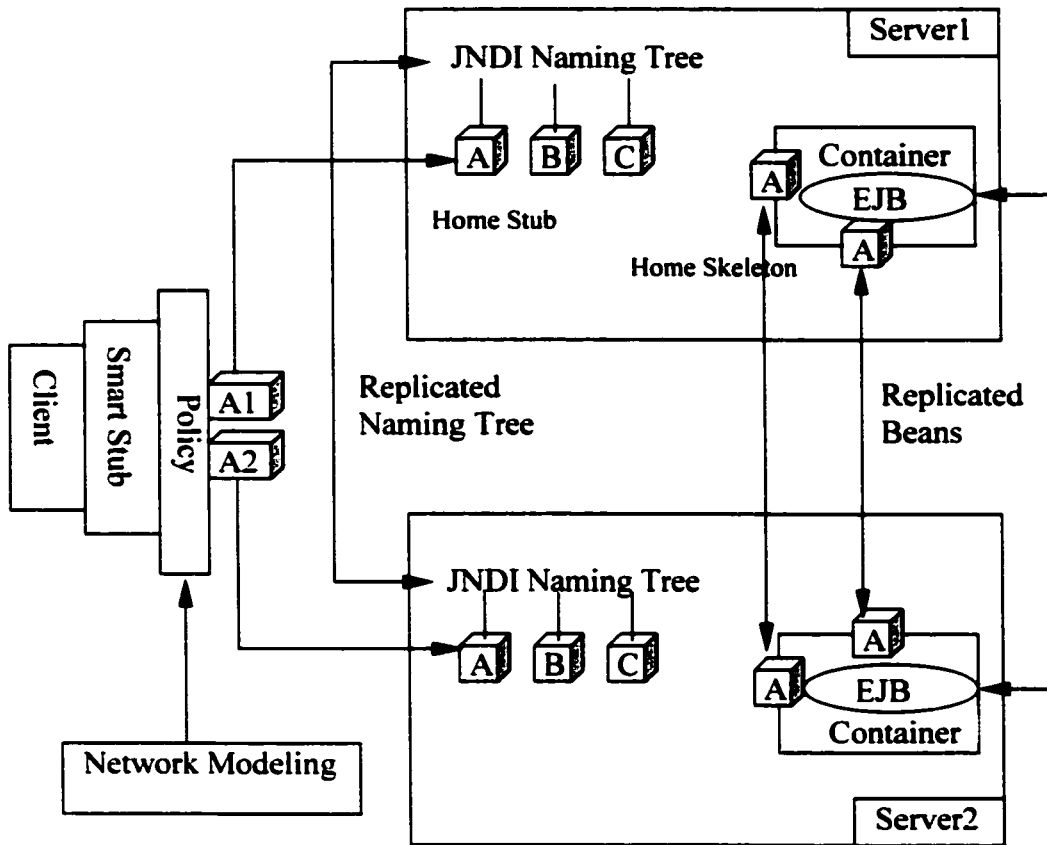 Server1
JNDI Naming Tree
A
B
C
Container
A
EJB
A
Home Stub
Home Skeleton
Client
Smart Stub
Policy
A1
A2
Replicated
Naming Tree
Replicated
Beans
JNDI Naming Tree
A
B
C
A
A
EJB
Container
Network Modeling
Server2